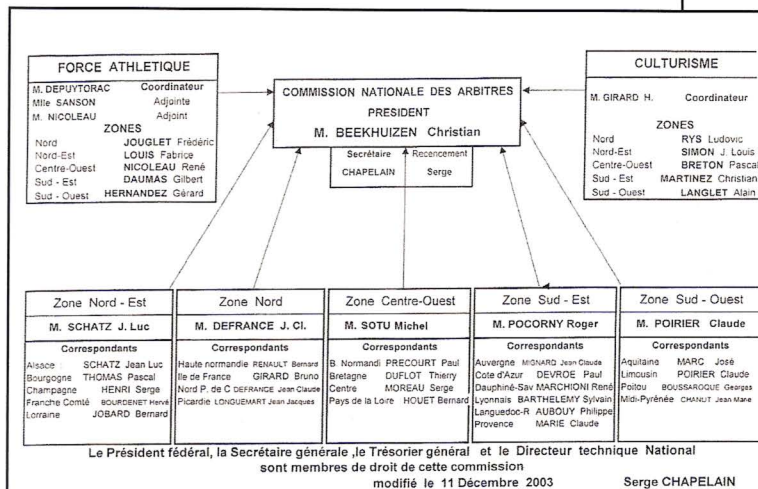 FORCE ATHLETIQUE
M. DEPUYTORAC Coordinateur
Mlle SANSON Adjointe
M. NICOLEAU Adjoint
ZONES
Nord JOUGLET Frédéric
Nord-Est LOUIS Fabrice
Centre-Ouest NICOLEAU René
Sud - Est DAUMAS Gilbert
Sud - Ouest HERNANDEZ Gérard
COMMISSION NATIONALE DES ARBITRES
PRESIDENT
M. BEEKHUIZEN Christian
Secrétaire Recencement
CHAPELAIN Serge
CULTURISME
M. GIRARD H. Coordinateur
ZONES
Nord RYS Ludovic
Nord-Est SIMON J. Louis
Centre-Ouest BRETON Pascal
Sud - Est MARTINEZ Christian
Sud - Ouest LANGLET Alain
Zone Nord - Est
M. SCHATZ J. Luc
Correspondants
Alsace : SCHATZ Jean Luc
Bourgogne THOMAS Pascal
Champagne HENRI Serge
Franche Comté BOURDENET Hervé
Lorraine JOBARD Bernard
Zone Nord
M. DEFRANCE J. Cl.
Correspondants
Haute normandie RENAULT Bernard
Ile de France GIRARD Bruno
Nord P. de C DEFRANCE Jean Claude
Picardie LONGUEMART Jean Jacques
Zone Centre-Ouest
M. SOTU Michel
Correspondants
B. Normandi PRECOURT Paul
Bretagne DUFLOT Thierry
Centre MOREAU Serge
Pays de la Loire HOUET Bernard
Zone Sud - Est
M. POCORNY Roger
Correspondants
Auvergne MIGNARQ Jean Claude
Cote d'Azur DEVROE Paul
Dauphiné-Sav MARCHIONI René
Lyonnais BARTHELEMY Sylvain
Languedoc-R AUBOUY Philippe
Provence MARIE Claude
Zone Sud - Ouest
M. POIRIER Claude
Correspondants
Aquitaine MARC José
Limousin POIRIER Claude
Poitou BOUSSAROQUE Georges
Midi-Pyrénée CHANUT Jean Marie
Le Président fédéral, la Secrétaire générale ,le Trésorier général et le Directeur technique National
sont membres de droit de cette commission
modifié le 11 Décembre 2003 Serge CHAPELAIN